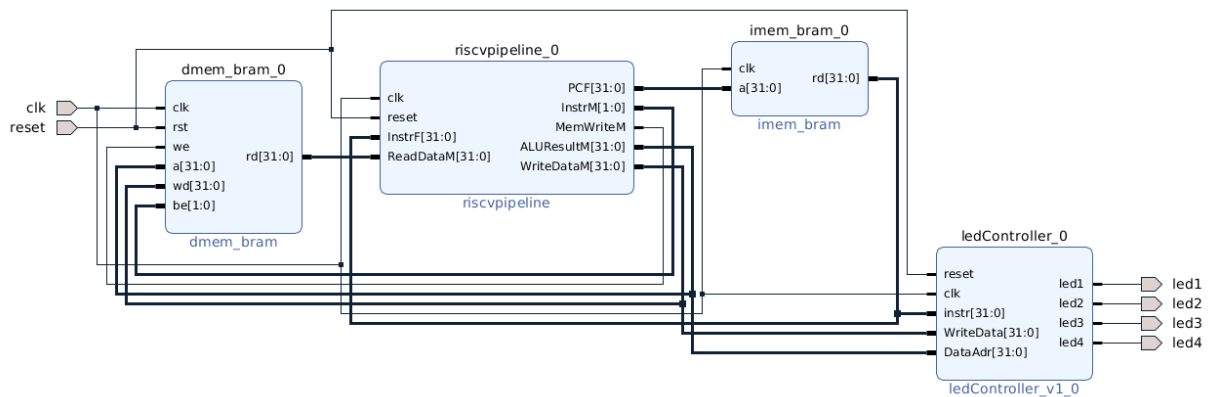 clk
reset
dmem_bram_0
clk
rst
we
a[31:0]
wd[31:0]
be[1:0]
rd[31:0]
dmem_bram
riscvpipeline_0
clk
reset
InstrF[31:0]
ReadDataM[31:0]
PCF[31:0]
InstrM[1:0]
MemWriteM
ALUResultM[31:0]
WriteDataM[31:0]
riscvpipeline
imem_bram_0
clk
a[31:0]
rd[31:0]
imem_bram
ledController_0
reset
clk
instr[31:0]
WriteData[31:0]
DataAdr[31:0]
led1
led2
led3
led4
ledController_v1_0
led1
led2
led3
led4